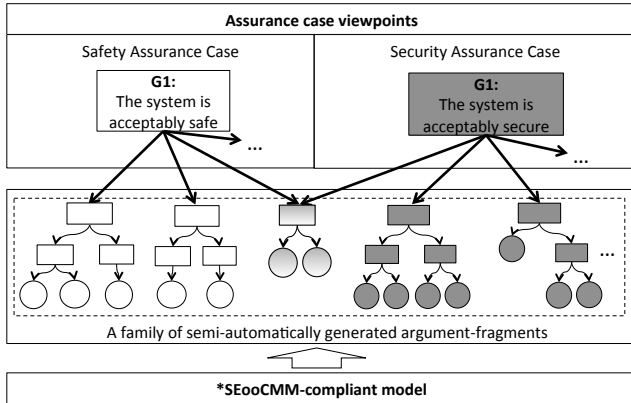 Assurance case viewpoints
Safety Assurance Case
Security Assurance Case
G1:
The system is
acceptably safe
...
G1:
The system is
acceptably secure
...
...
A family of semi-automatically generated argument-fragments
*SEooCMM-compliant model